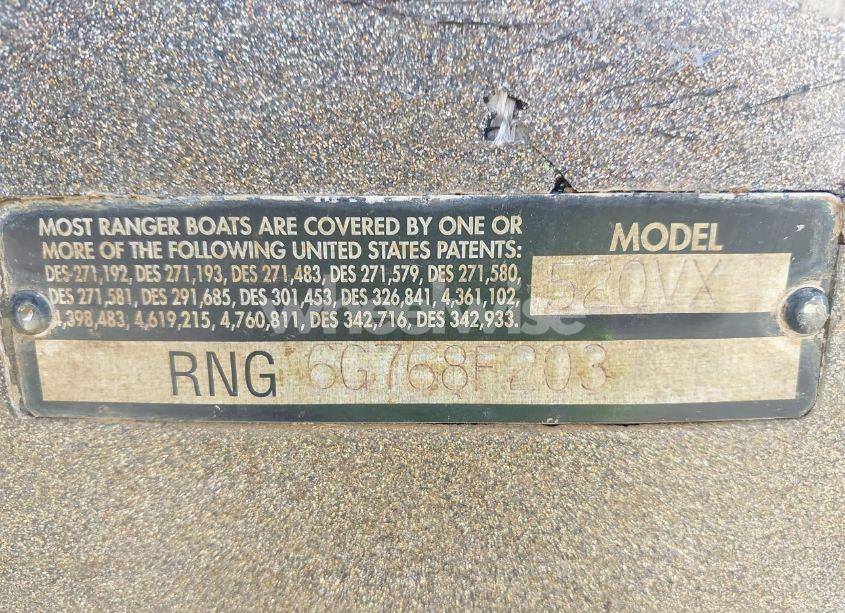 MOST RANGER BOATS ARE COVERED BY ONE OR
MORE OF THE FOLLOWING UNITED STATES PATENTS:
DES 271,192, DES 271,193, DES 271,483, DES 271,579, DES 271,580,
DES 271,581, DES 291,685, DES 301,453, DES 326,841, 4,361,102,
4,398,483, 4,619,215, 4,760,811, DES 342,716, DES 342,933.
MODEL
520VX
RNG 6G768F203